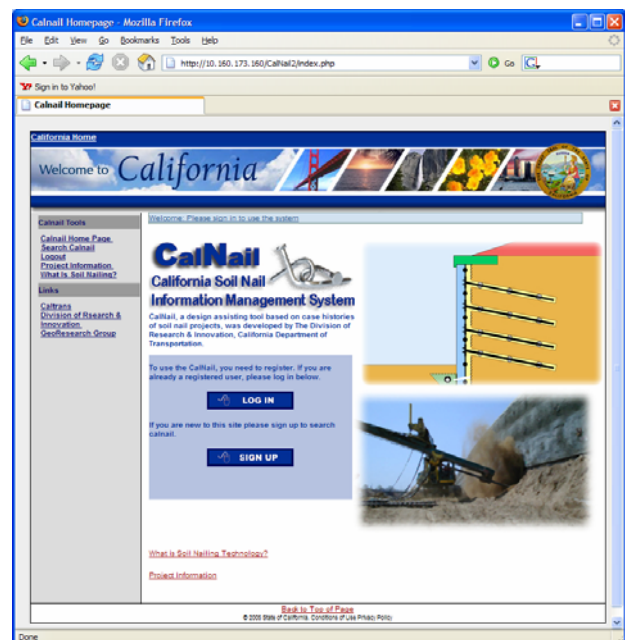 Calnail Homepage - Mozilla Firefox
File Edit View Go Bookmarks Tools Help
http://10.160.173.160/CalNail2/index.php Go
Sign in to Yahoo!
Calnail Homepage
California Home
Welcome to California
Calnail Tools
Calnail Home Page
Search Calnail
Logout
Project Information
What Is Soil Nailing?
Links
Caltrans
Division of Rsearch &
Innovation
GeoResearch Group
Welcome: Please sign in to use the system
CalNail
California Soil Nail
Information Management System
CalNail, a design assisting tool based on case histories
of soil nail projects, was developed by The Division of
Research & Innovation, California Department of
Transportation.
To use the CalNail, you need to register. If you are
already a registered user, please log in below.
LOG IN
If you are new to this site please sign up to search
calnail.
SIGN UP
What Is Soil Nailing Technology?
Project Information
Back to Top of Page
© 2006 State of California. Conditions of Use Privacy Policy
Done